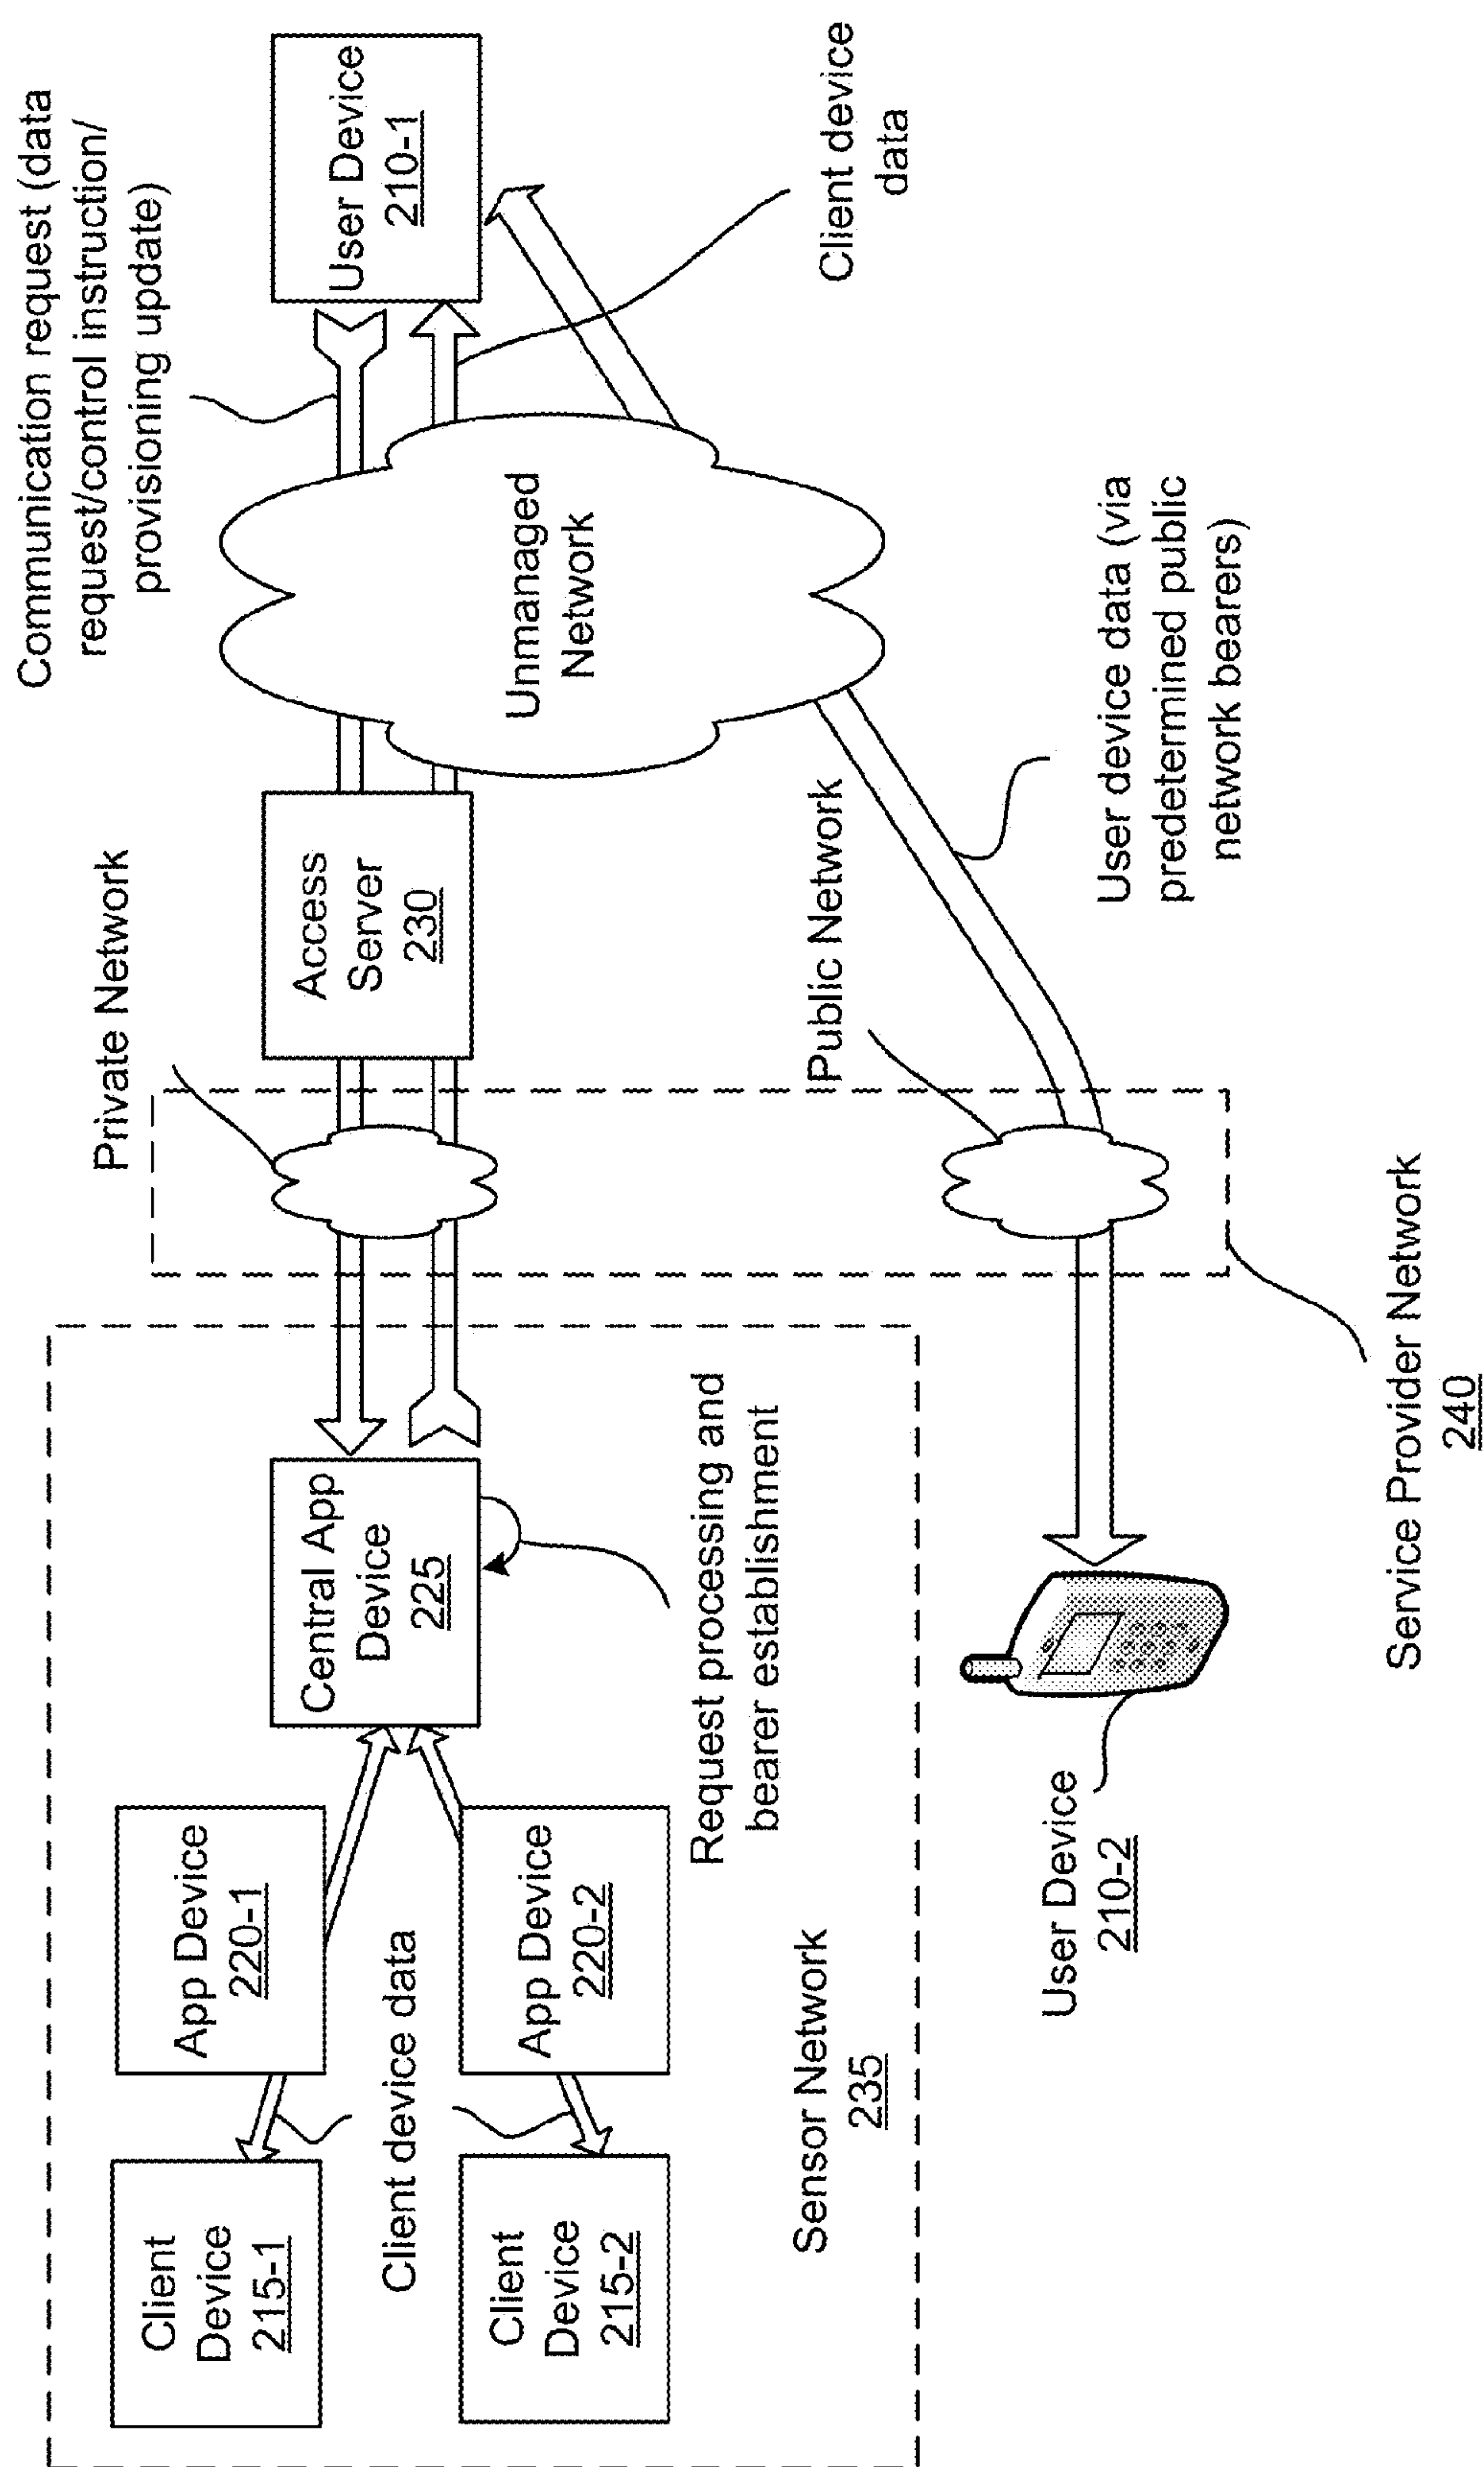 Communication request (data
request/control instruction/
provisioning update)
User Device
210-1
Client device
data
Unmanaged
Network
User device data (via
predetermined public
network bearers)
Access
Server
230
Private Network
Public Network
Service Provider Network
240
Central App
Device
225
Request processing and
bearer establishment
App Device
220-1
App Device
220-2
Client device data
Client
Device
215-1
Client
Device
215-2
Sensor Network
235
User Device
210-2